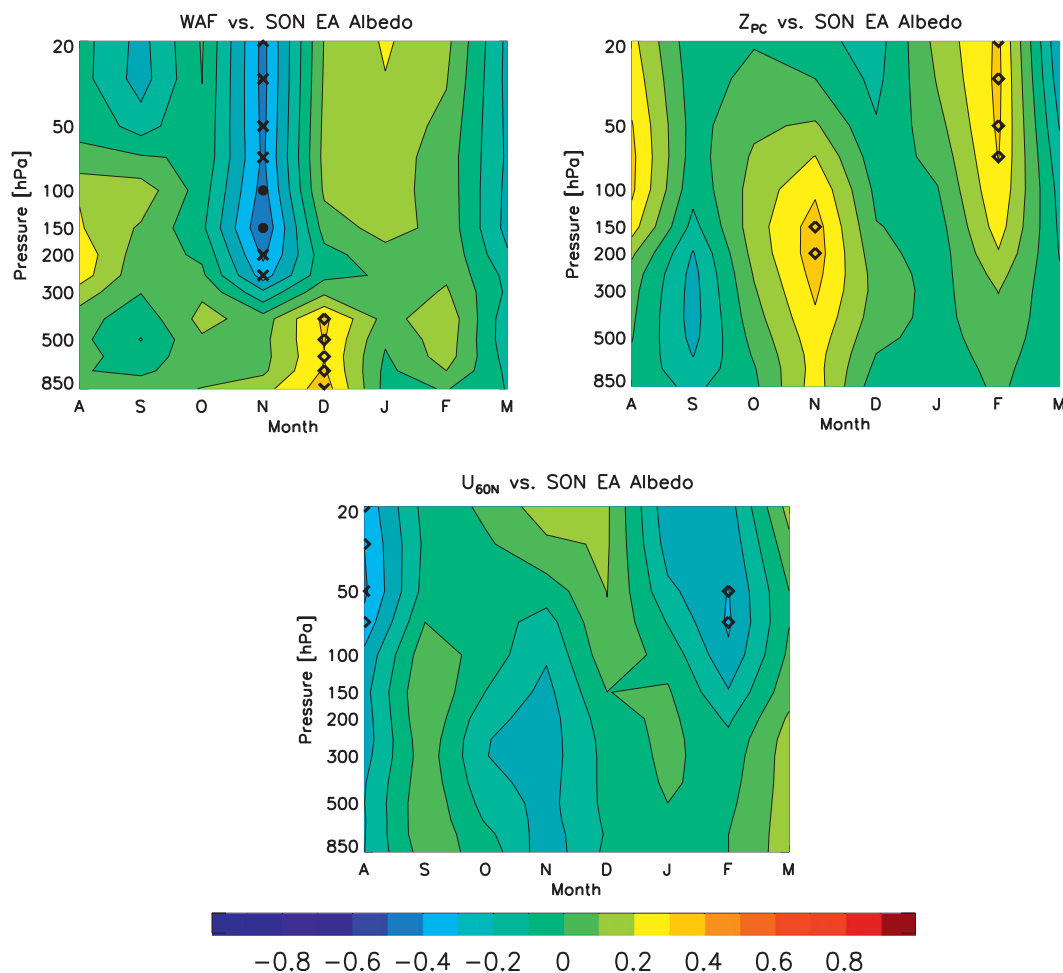 WAF vs. SON EA Albedo
20
50
100
150
200
300
500
850
Pressure [hPa]
A S O N D J F M
Month
Z_PC vs. SON EA Albedo
20
50
100
150
200
300
500
850
Pressure [hPa]
A S O N D J F M
Month
U_60N vs. SON EA Albedo
20
50
100
150
200
300
500
850
Pressure [hPa]
A S O N D J F M
Month
−0.8 −0.6 −0.4 −0.2 0 0.2 0.4 0.6 0.8